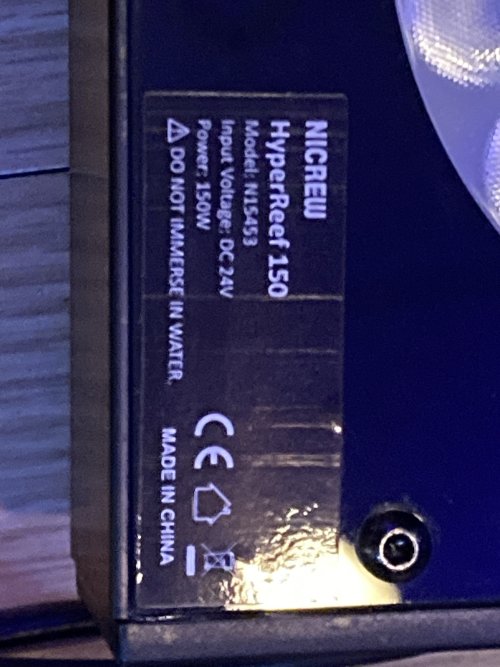 NICREW
HyperReef 150
Model: N15453
Input Voltage: DC 24V
Power: 150W
⚠ DO NOT IMMERSE IN WATER.
CE
MADE IN CHINA